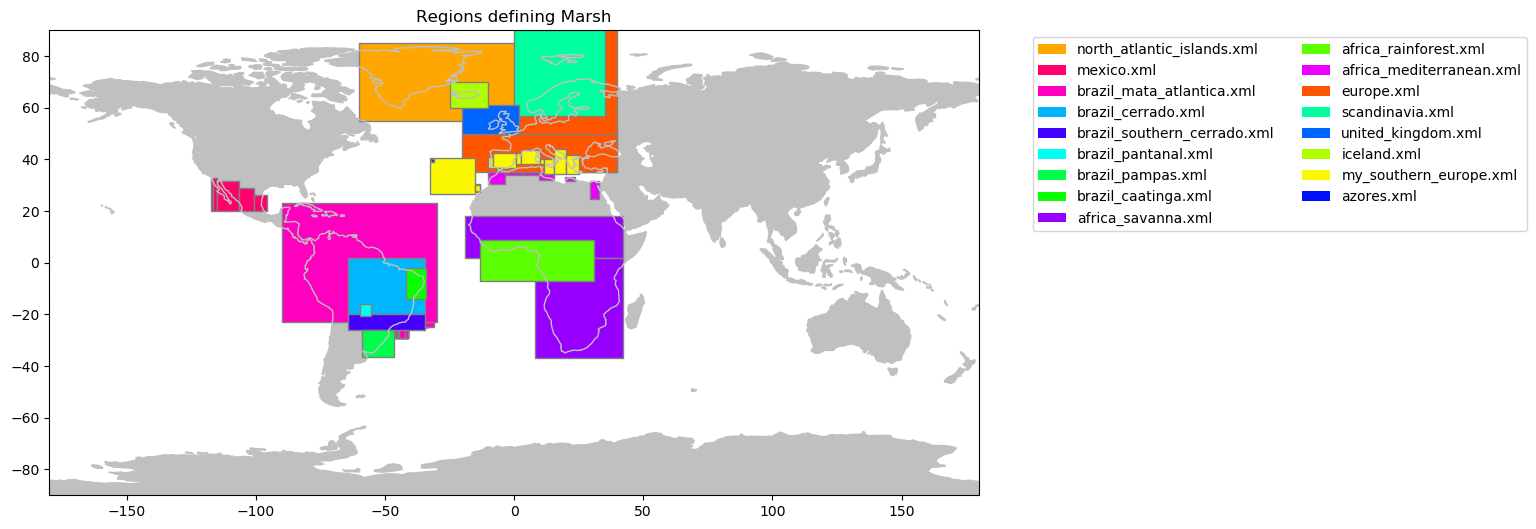 Regions defining Marsh
80
60
40
20
0
−20
−40
−60
−80
−150
−100
−50
0
50
100
150
north_atlantic_islands.xml
mexico.xml
brazil_mata_atlantica.xml
brazil_cerrado.xml
brazil_southern_cerrado.xml
brazil_pantanal.xml
brazil_pampas.xml
brazil_caatinga.xml
africa_savanna.xml
africa_rainforest.xml
africa_mediterranean.xml
europe.xml
scandinavia.xml
united_kingdom.xml
iceland.xml
my_southern_europe.xml
azores.xml